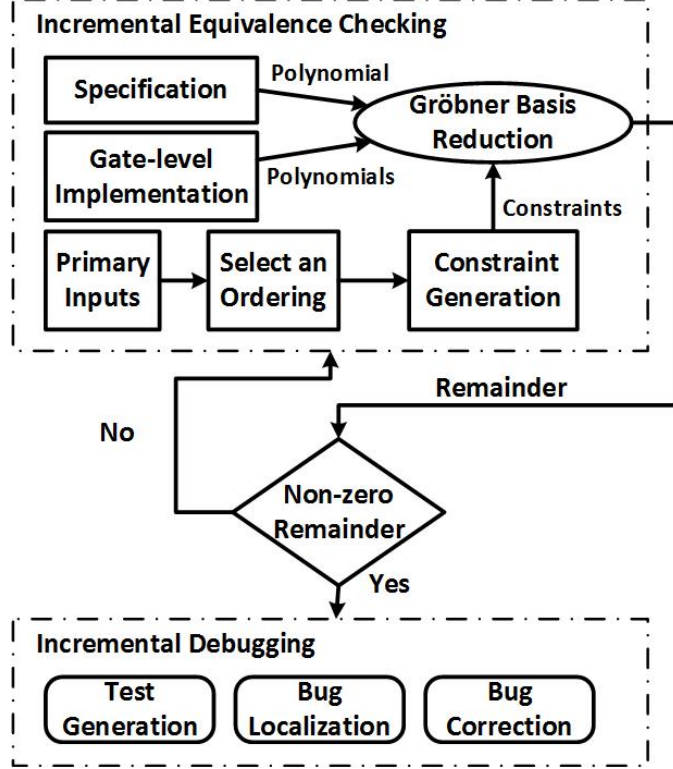 Incremental Equivalence Checking
Specification
Polynomial
Gröbner Basis
Reduction
Gate-level
Implementation
Polynomials
Constraints
Primary
Inputs
Select an
Ordering
Constraint
Generation
Remainder
No
Non-zero
Remainder
Yes
Incremental Debugging
Test
Generation
Bug
Localization
Bug
Correction